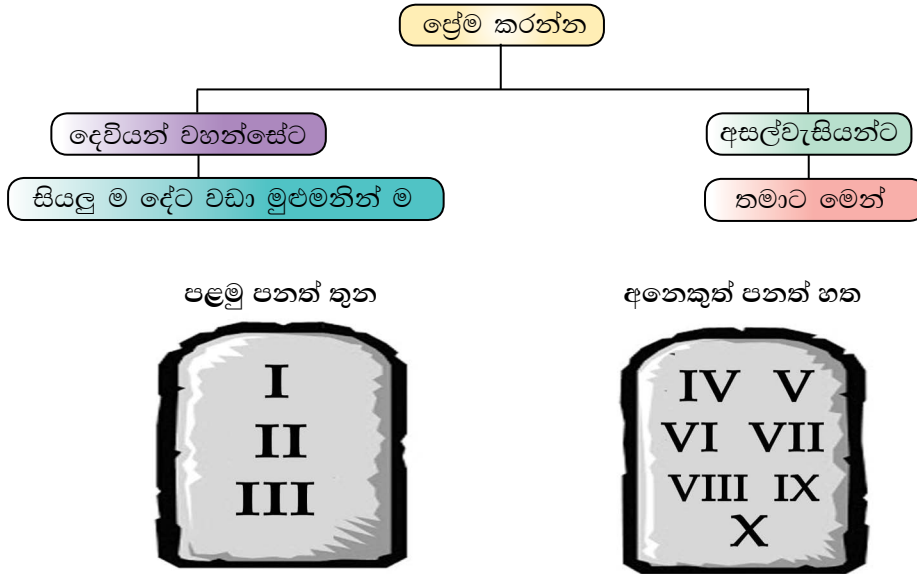 ප්‍රේම කරන්න
දෙවියන් වහන්සේට
අසල්වැසියන්ට
සියලු ම දේට වඩා මුළුමනින් ම
තමාට මෙන්
පළමු පනත් තුන
අනෙකුත් පනත් හත
I
II
III
IV V
VI VII
VIII IX
X